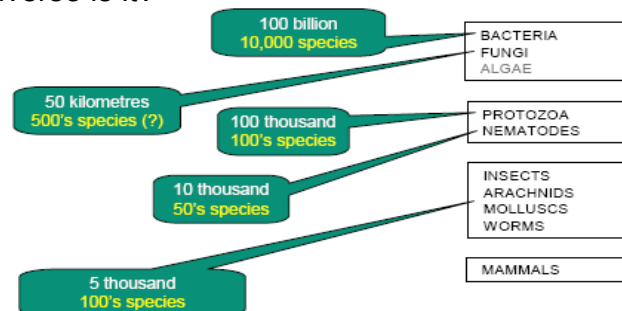 100 billion
10,000 species
BACTERIA
FUNGI
ALGAE
50 kilometres
500's species (?)
100 thousand
100's species
PROTOZOA
NEMATODES
10 thousand
50's species
INSECTS
ARACHNIDS
MOLLUSCS
WORMS
5 thousand
100's species
MAMMALS